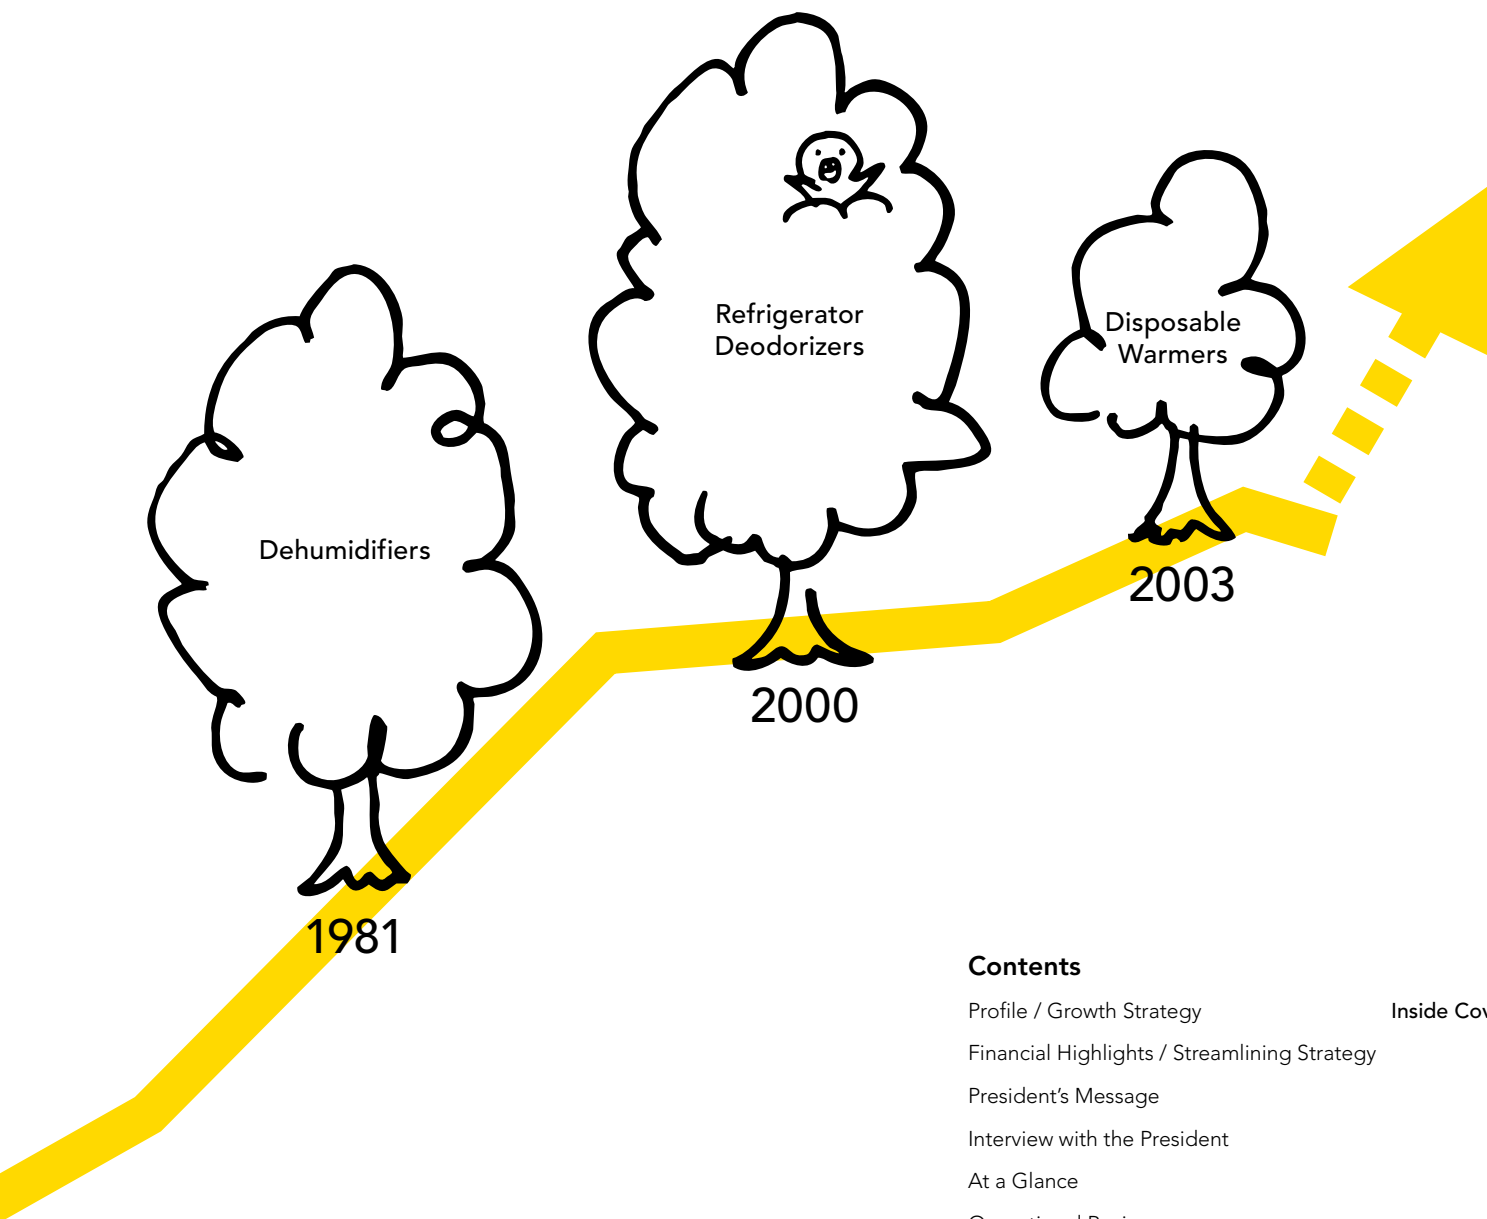 Refrigerator
Deodorizers
Disposable
Warmers
Dehumidifiers
2003
2000
1981
Contents
Profile / Growth Strategy Inside
Financial Highlights / Streamlining Strategy
President's Message
Interview with the President
At a Glance